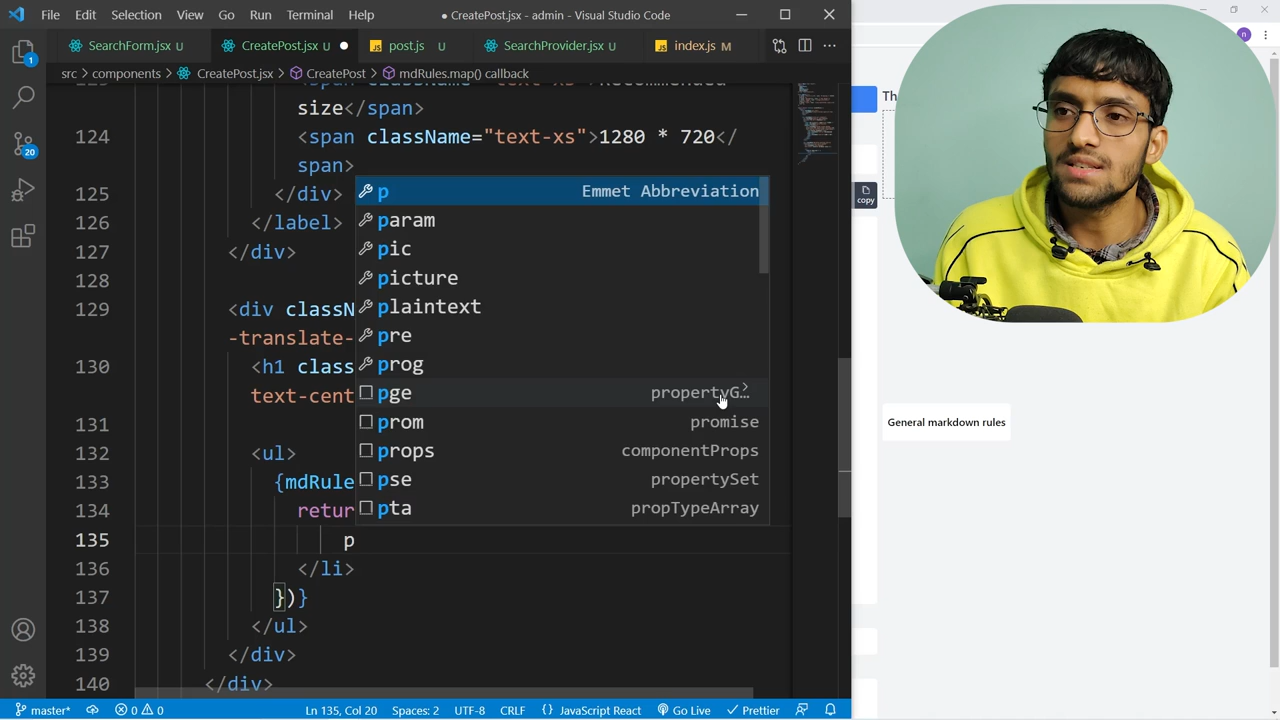 File Edit Selection View Go Run Terminal Help ● CreatePost.jsx - admin - Visual Studio Code
SearchForm.jsx U CreatePost.jsx U ● post.js U SearchProvider.jsx U index.js M
src > components > CreatePost.jsx > CreatePost > mdRules.map() callback
size</span>
124 <span className="text-xs">1280 * 720</
span>
125 </div>
126 </label>
127 </div>
128
129 <div classN
-translate-
130 <h1 class
text-cent
131
132 <ul>
133 {mdRule
134 retur
135 p
136 </li>
137 })}
138 </ul>
139 </div>
140 </div>
p Emmet Abbreviation
param
pic
picture
plaintext
pre
prog
pge propertyG…
prom promise
props componentProps
pse propertySet
pta propTypeArray
1
20
master* 0 0 Ln 135, Col 20 Spaces: 2 UTF-8 CRLF {} JavaScript React Go Live Prettier
n
Th
copy
General markdown rules